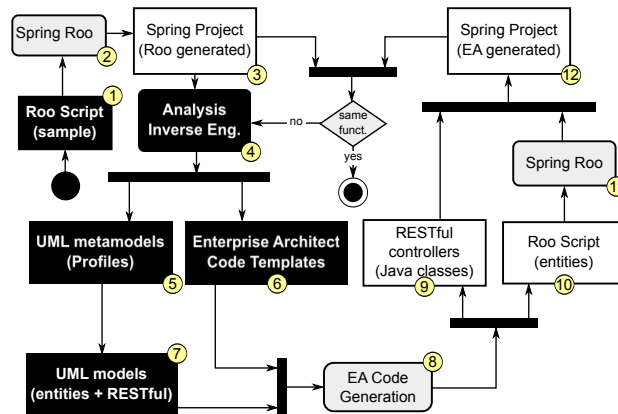 Spring Roo
2
Spring Project
(Roo generated)
3
Spring Project
(EA generated)
12
1
Roo Script
(sample)
Analysis
Inverse Eng.
4
no
same
funct.
yes
Spring Roo
11
UML metamodels
(Profiles)
5
Enterprise Architect
Code Templates
6
RESTful
controllers
(Java classes)
9
Roo Script
(entities)
10
7
UML models
(entities + RESTful)
8
EA Code
Generation